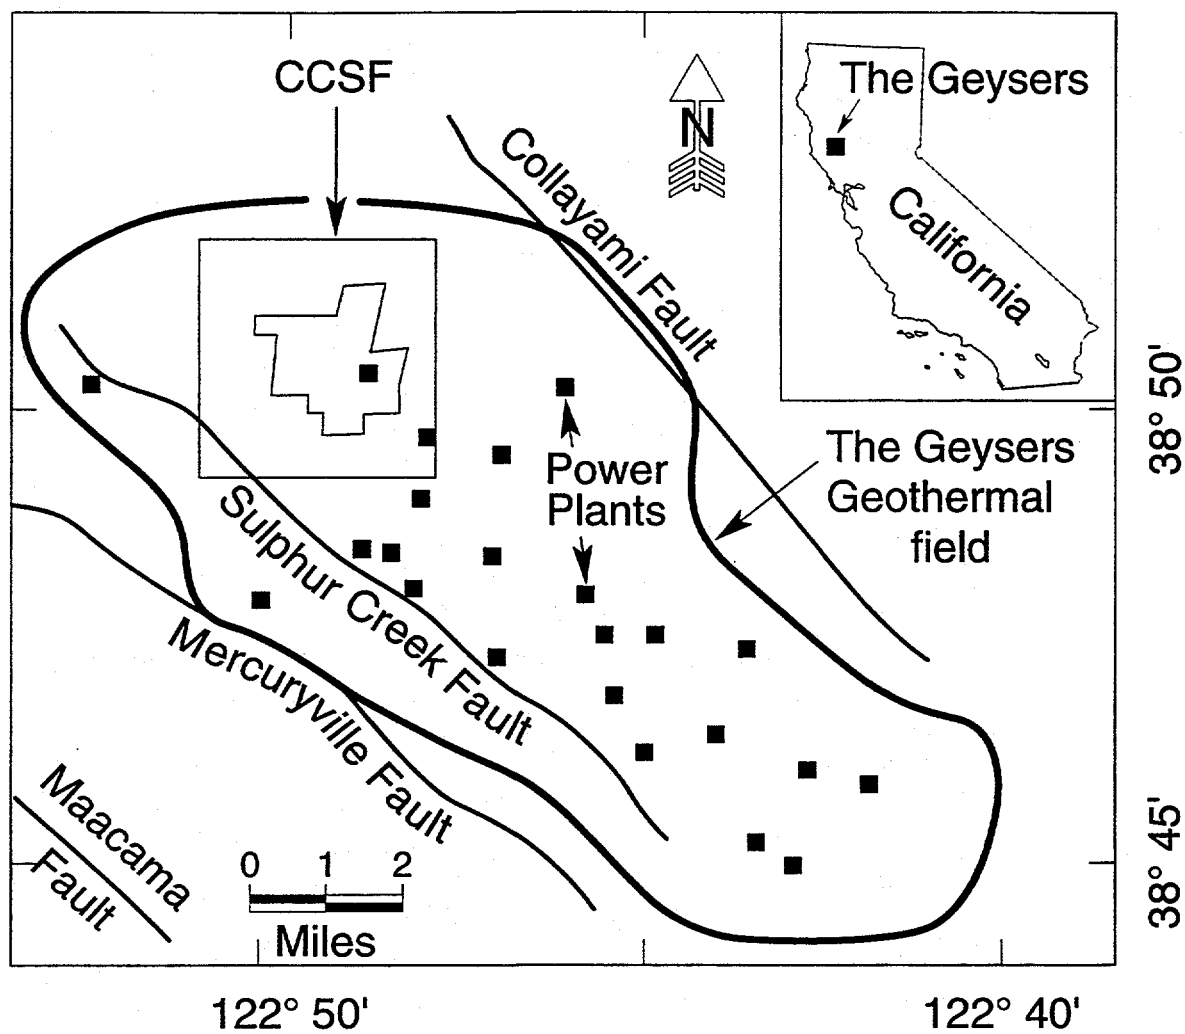 CCSF
N
The Geysers
California
Collayami Fault
38° 50'
The Geysers
Geothermal
field
Power
Plants
Sulphur Creek Fault
Mercuryville Fault
Maacama
Fault
0 1 2
Miles
38° 45'
122° 50'
122° 40'